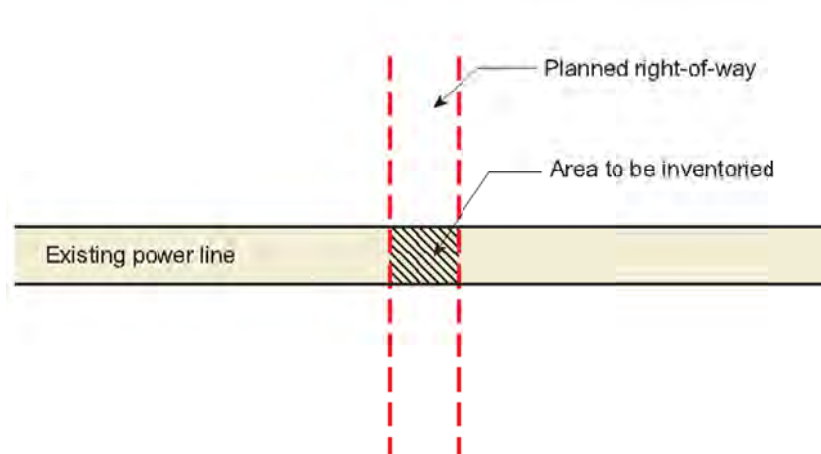 Planned right-of-way
Area to be inventoried
Existing power line